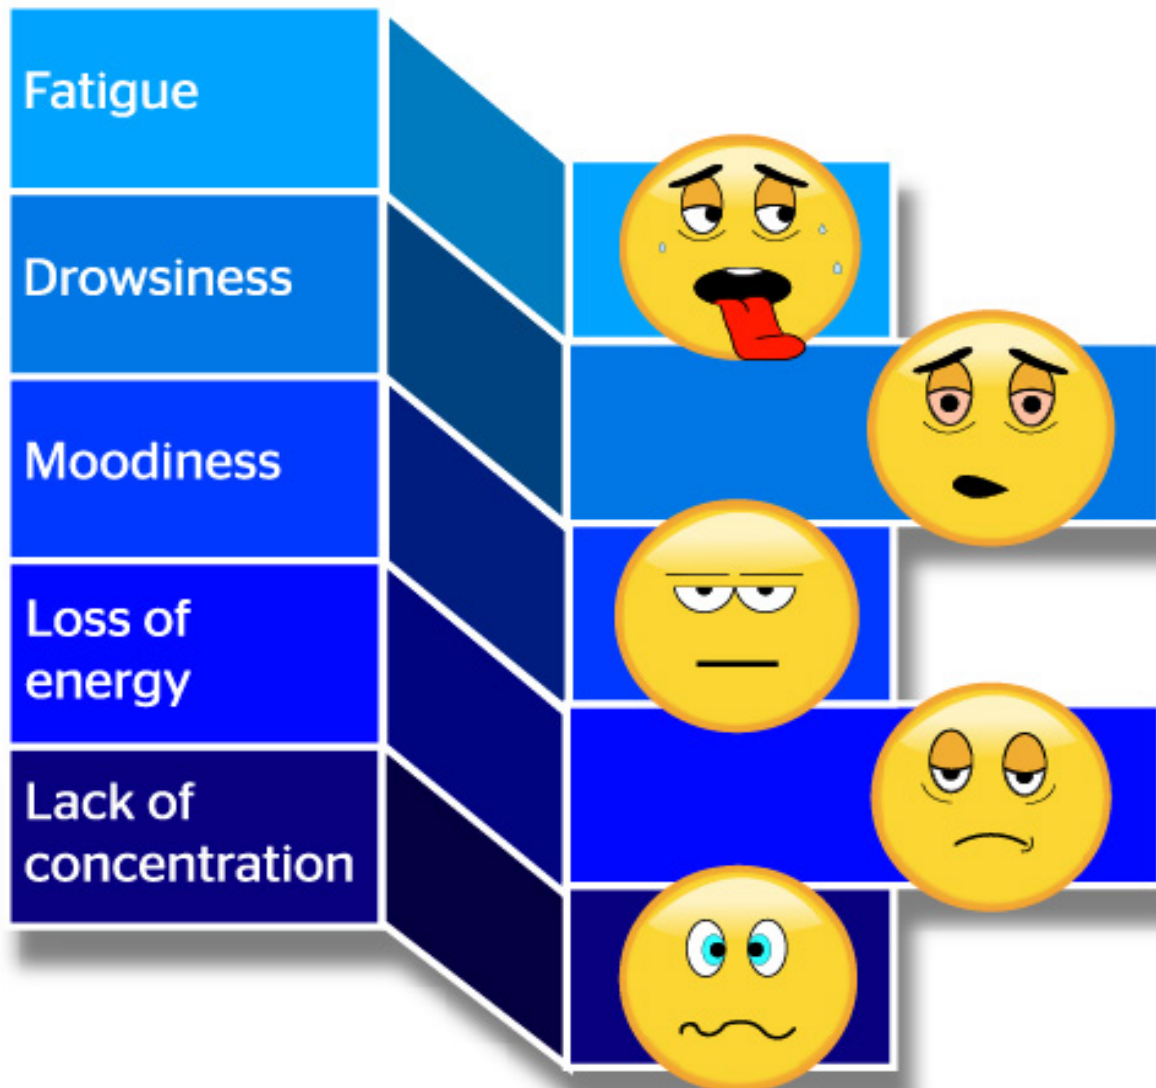 Fatigue
Drowsiness
Moodiness
Loss of
energy
Lack of
concentration